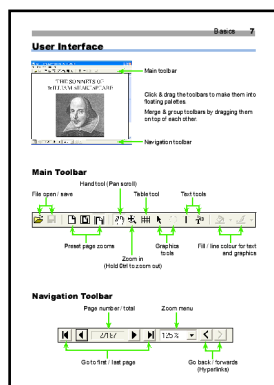 Basics 7
User Interface
Main toolbar
THE SONNETS OF
WILLIAM SHAKESPEARE
Click & drag the toolbars to make them into
floating palettes.
Merge & group toolbars by dragging them
on top of each other.
Navigation toolbar
Main Toolbar
Hand tool (Pan scroll)
File open / save
Table tool
Text tools
Preset page zooms
Graphics
tools
Fill / line colour for text
and graphics
Zoom in
(Hold Ctrl to zoom out)
Navigation Toolbar
Page number / total
Zoom menu
2/167
125%
Go to first / last page
Go back / forwards
(Hyperlinks)